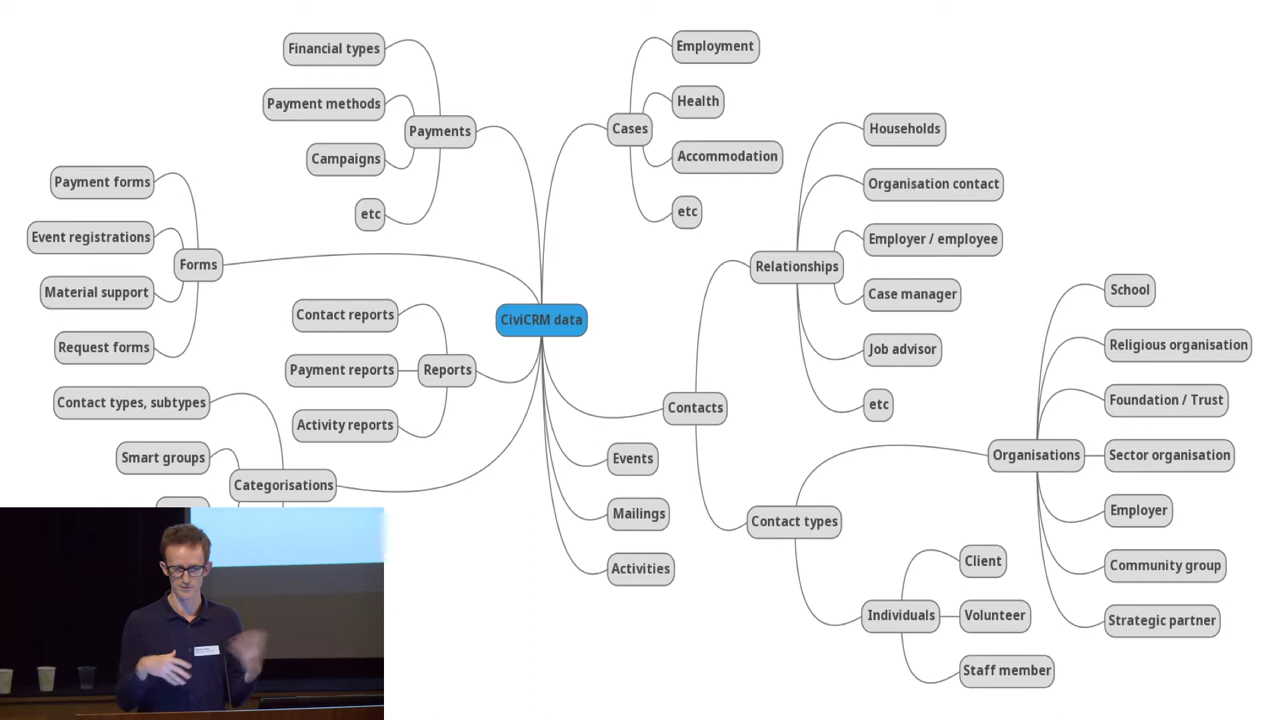 Financial types
Payment methods
Campaigns
etc
Payments
Payment forms
Event registrations
Material support
Request forms
Forms
Contact reports
Payment reports
Activity reports
Reports
Contact types, subtypes
Smart groups
Categorisations
CiviCRM data
Employment
Health
Accommodation
etc
Cases
Households
Organisation contact
Employer / employee
Case manager
Job advisor
etc
Relationships
Contacts
Events
Mailings
Activities
Contact types
School
Religious organisation
Foundation / Trust
Sector organisation
Employer
Community group
Strategic partner
Organisations
Client
Volunteer
Staff member
Individuals